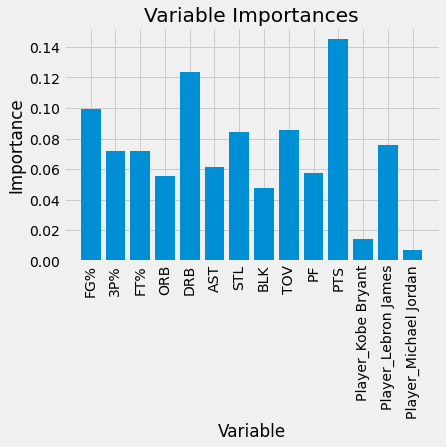 Variable Importances
Importance
0.14
0.12
0.10
0.08
0.06
0.04
0.02
0.00
FG%
3P%
FT%
ORB
DRB
AST
STL
BLK
TOV
PF
PTS
Player_Kobe Bryant
Player_Lebron James
Player_Michael Jordan
Variable